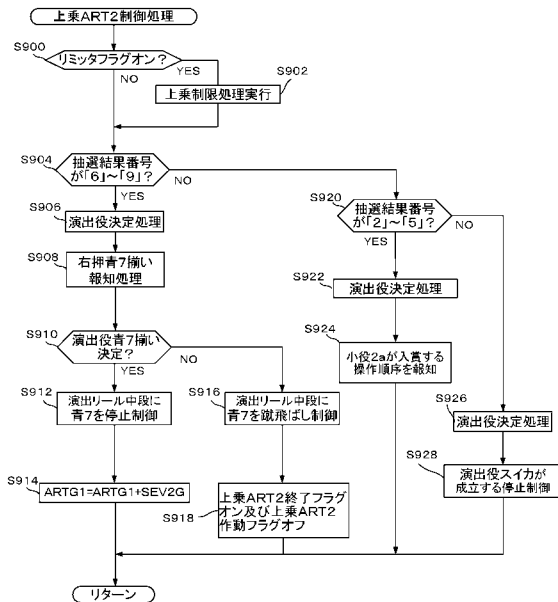 上乗ART2制御処理
S900
リミッタフラグオン？
YES
S902
NO
上乗制限処理実行
S904
抽選結果番号
が「6」～「9」？
NO
YES
S920
抽選結果番号
が「2」～「5」？
NO
YES
S906
演出役決定処理
S908
右押青7揃い
報知処理
S922
演出役決定処理
S924
小役2aが入賞する
操作順序を報知
S910
演出役青7揃い
決定？
NO
YES
S912
演出リール中段に
青7を停止制御
S916
演出リール中段に
青7を蹴飛ばし制御
S926
演出役決定処理
S928
演出役スイカが
成立する停止制御
S914
ARTG1=ARTG1+SEV2G
上乗ART2終了フラグ
オン及び上乗ART2
作動フラグオフ
S918
リターン